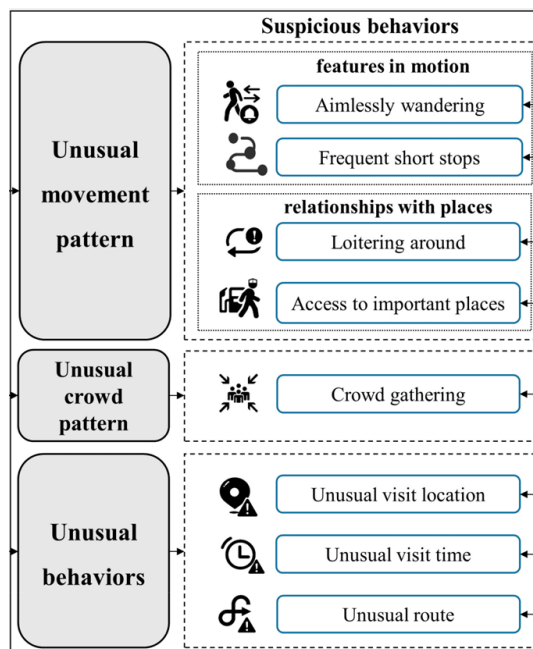 Suspicious behaviors
Unusual
movement
pattern
features in motion
Aimlessly wandering
Frequent short stops
relationships with places
Loitering around
Access to important places
Unusual
crowd
pattern
Crowd gathering
Unusual
behaviors
Unusual visit location
Unusual visit time
Unusual route